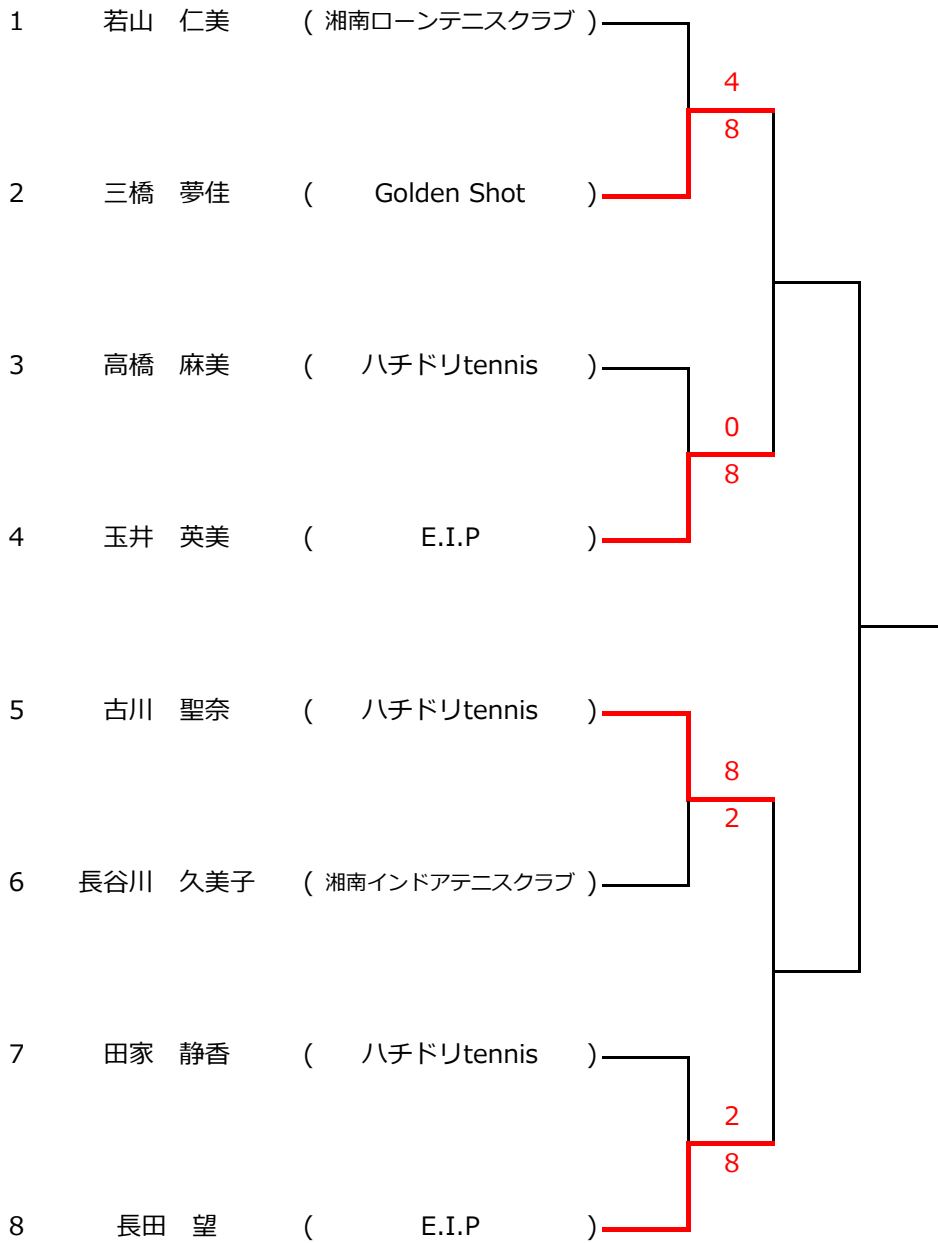 1 若山 仁美 ( 湘南ローンテニスクラブ )
4
8
2 三橋 夢佳 ( Golden Shot )
3 高橋 麻美 ( ハチドリtennis )
0
8
4 玉井 英美 ( E.I.P )
5 古川 聖奈 ( ハチドリtennis )
8
2
6 長谷川 久美子 ( 湘南インドアテニスクラブ )
7 田家 静香 ( ハチドリtennis )
2
8
8 長田 望 ( E.I.P )